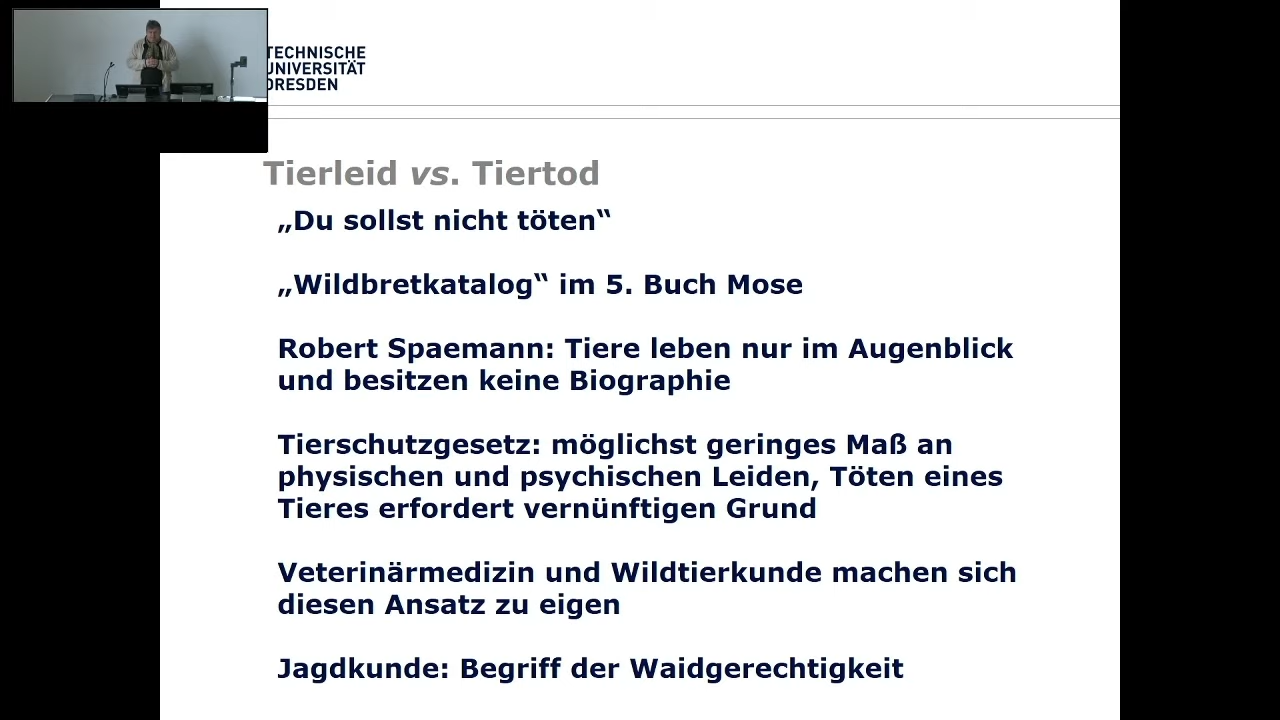 TECHNISCHE
UNIVERSITÄT
DRESDEN
Tierleid vs. Tiertod
„Du sollst nicht töten“
„Wildbretkatalog“ im 5. Buch Mose
Robert Spaemann: Tiere leben nur im Augenblick
und besitzen keine Biographie
Tierschutzgesetz: möglichst geringes Maß an
physischen und psychischen Leiden, Töten eines
Tieres erfordert vernünftigen Grund
Veterinärmedizin und Wildtierkunde machen sich
diesen Ansatz zu eigen
Jagdkunde: Begriff der Waidgerechtigkeit